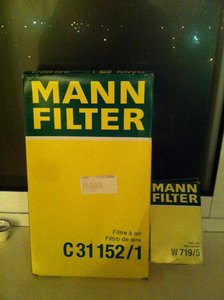 MANN
FILTER
Filtre à air
Filtro de aire
C 31 152/1
MANN
FILTER
W 719/5